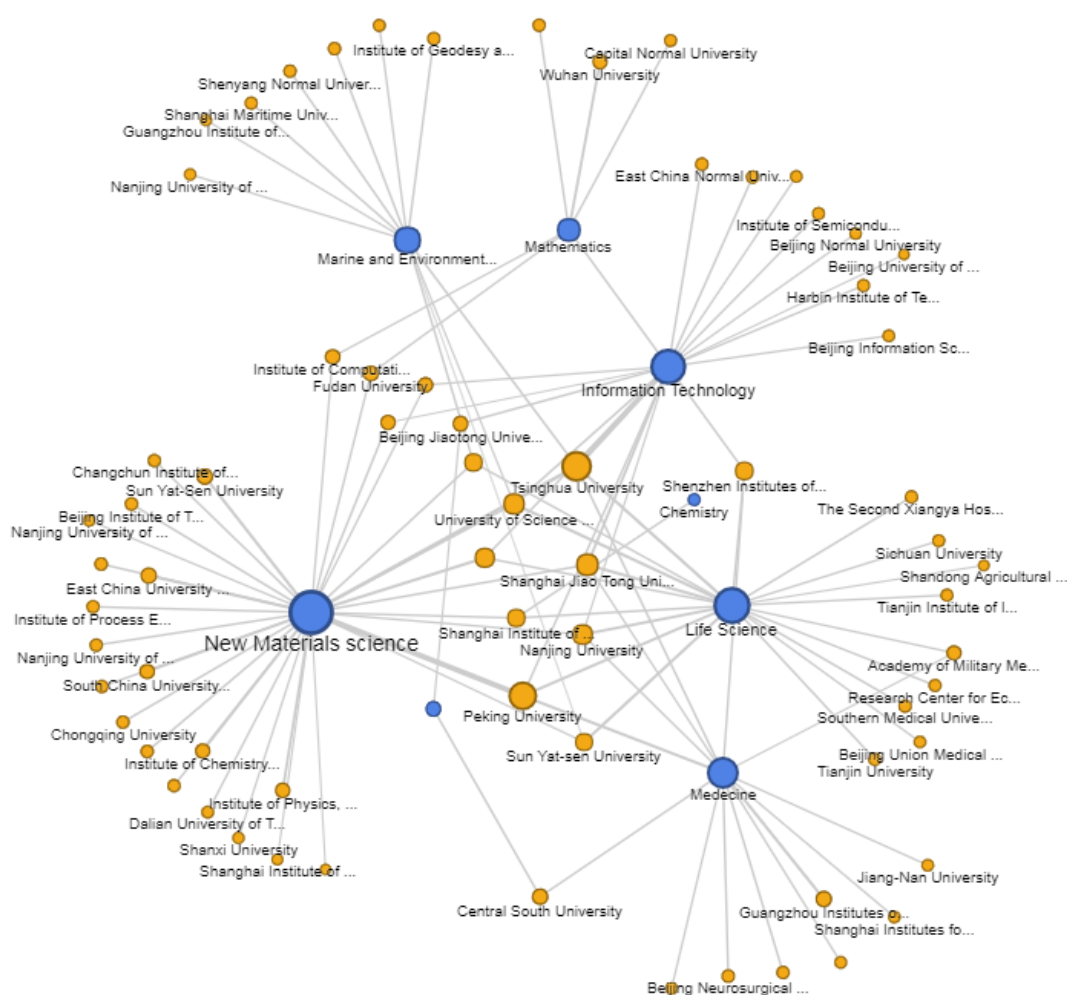 Institute of Geodesy a...
Capital Normal University
Wuhan University
Shenyang Normal Univer...
Shanghai Maritime Univ...
Guangzhou Institute of...
East China Normal Univ...
Nanjing University of ...
Institute of Semicondu...
Beijing Normal University
Mathematics
Marine and Environment...
Beijing University of ...
Harbin Institute of Te...
Beijing Information Sc...
Institute of Computati...
Fudan University
Information Technology
Beijing Jiaotong Unive...
Changchun Institute of...
Sun Yat-Sen University
Tsinghua University
Shenzhen Institutes of...
Beijing Institute of T...
Nanjing University of ...
University of Science ...
Chemistry
The Second Xiangya Hos...
Sichuan University
Shanghai Jiao Tong Uni...
Shandong Agricultural ...
East China University ...
Tianjin Institute of I...
Institute of Process E...
New Materials science
Shanghai Institute of ...
Life Science
Nanjing University
Nanjing University of ...
Academy of Military Me...
South China University...
Research Center for Ec...
Peking University
Southern Medical Unive...
Chongqing University
Sun Yat-sen University
Beijing Union Medical ...
Institute of Chemistry...
Tianjin University
Medecine
Institute of Physics, ...
Dalian University of T...
Shanxi University
Shanghai Institute of ...
Jiang-Nan University
Central South University
Guangzhou Institutes o...
Shanghai Institutes fo...
Beijing Neurosurgical ...